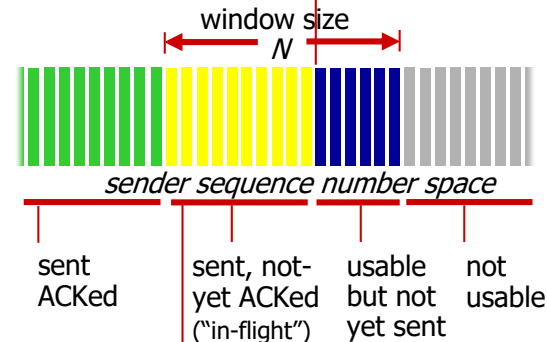 window size
N
sender sequence number space
sent
ACKed
sent, not-
yet ACKed
(“in-flight”)
usable
but not
yet sent
not
usable